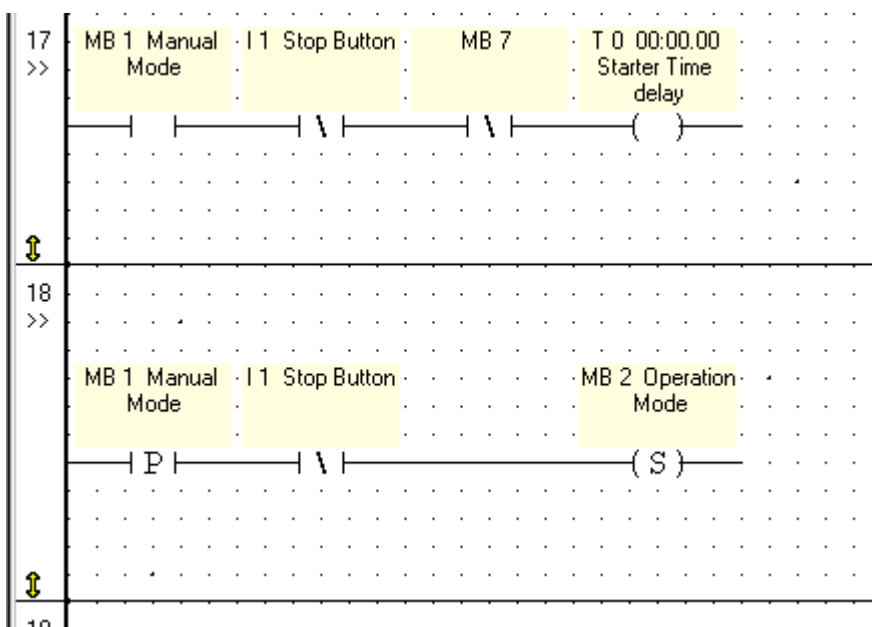 17
>>
MB 1 Manual Mode
I 1 Stop Button
MB 7
T 0 00:00.00 Starter Time delay
( )
18
>>
MB 1 Manual Mode
I 1 Stop Button
MB 2 Operation Mode
P
( S )